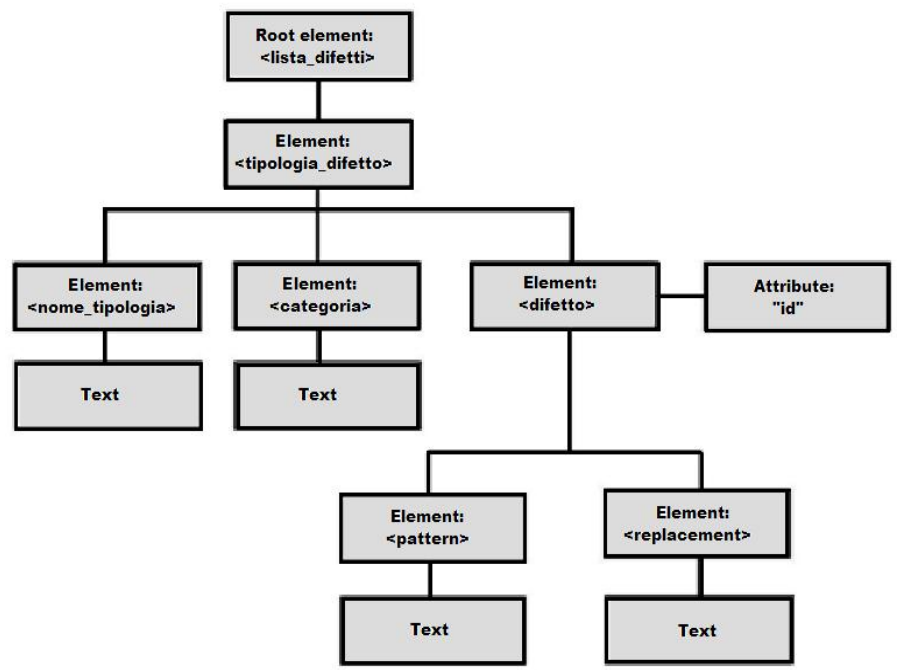 Root element:
<lista_difetti>
Element:
<tipologia_difetto>
Element:
<nome_tipologia>
Element:
<categoria>
Element:
<difetto>
Attribute:
"id"
Text
Text
Element:
<pattern>
Element:
<replacement>
Text
Text